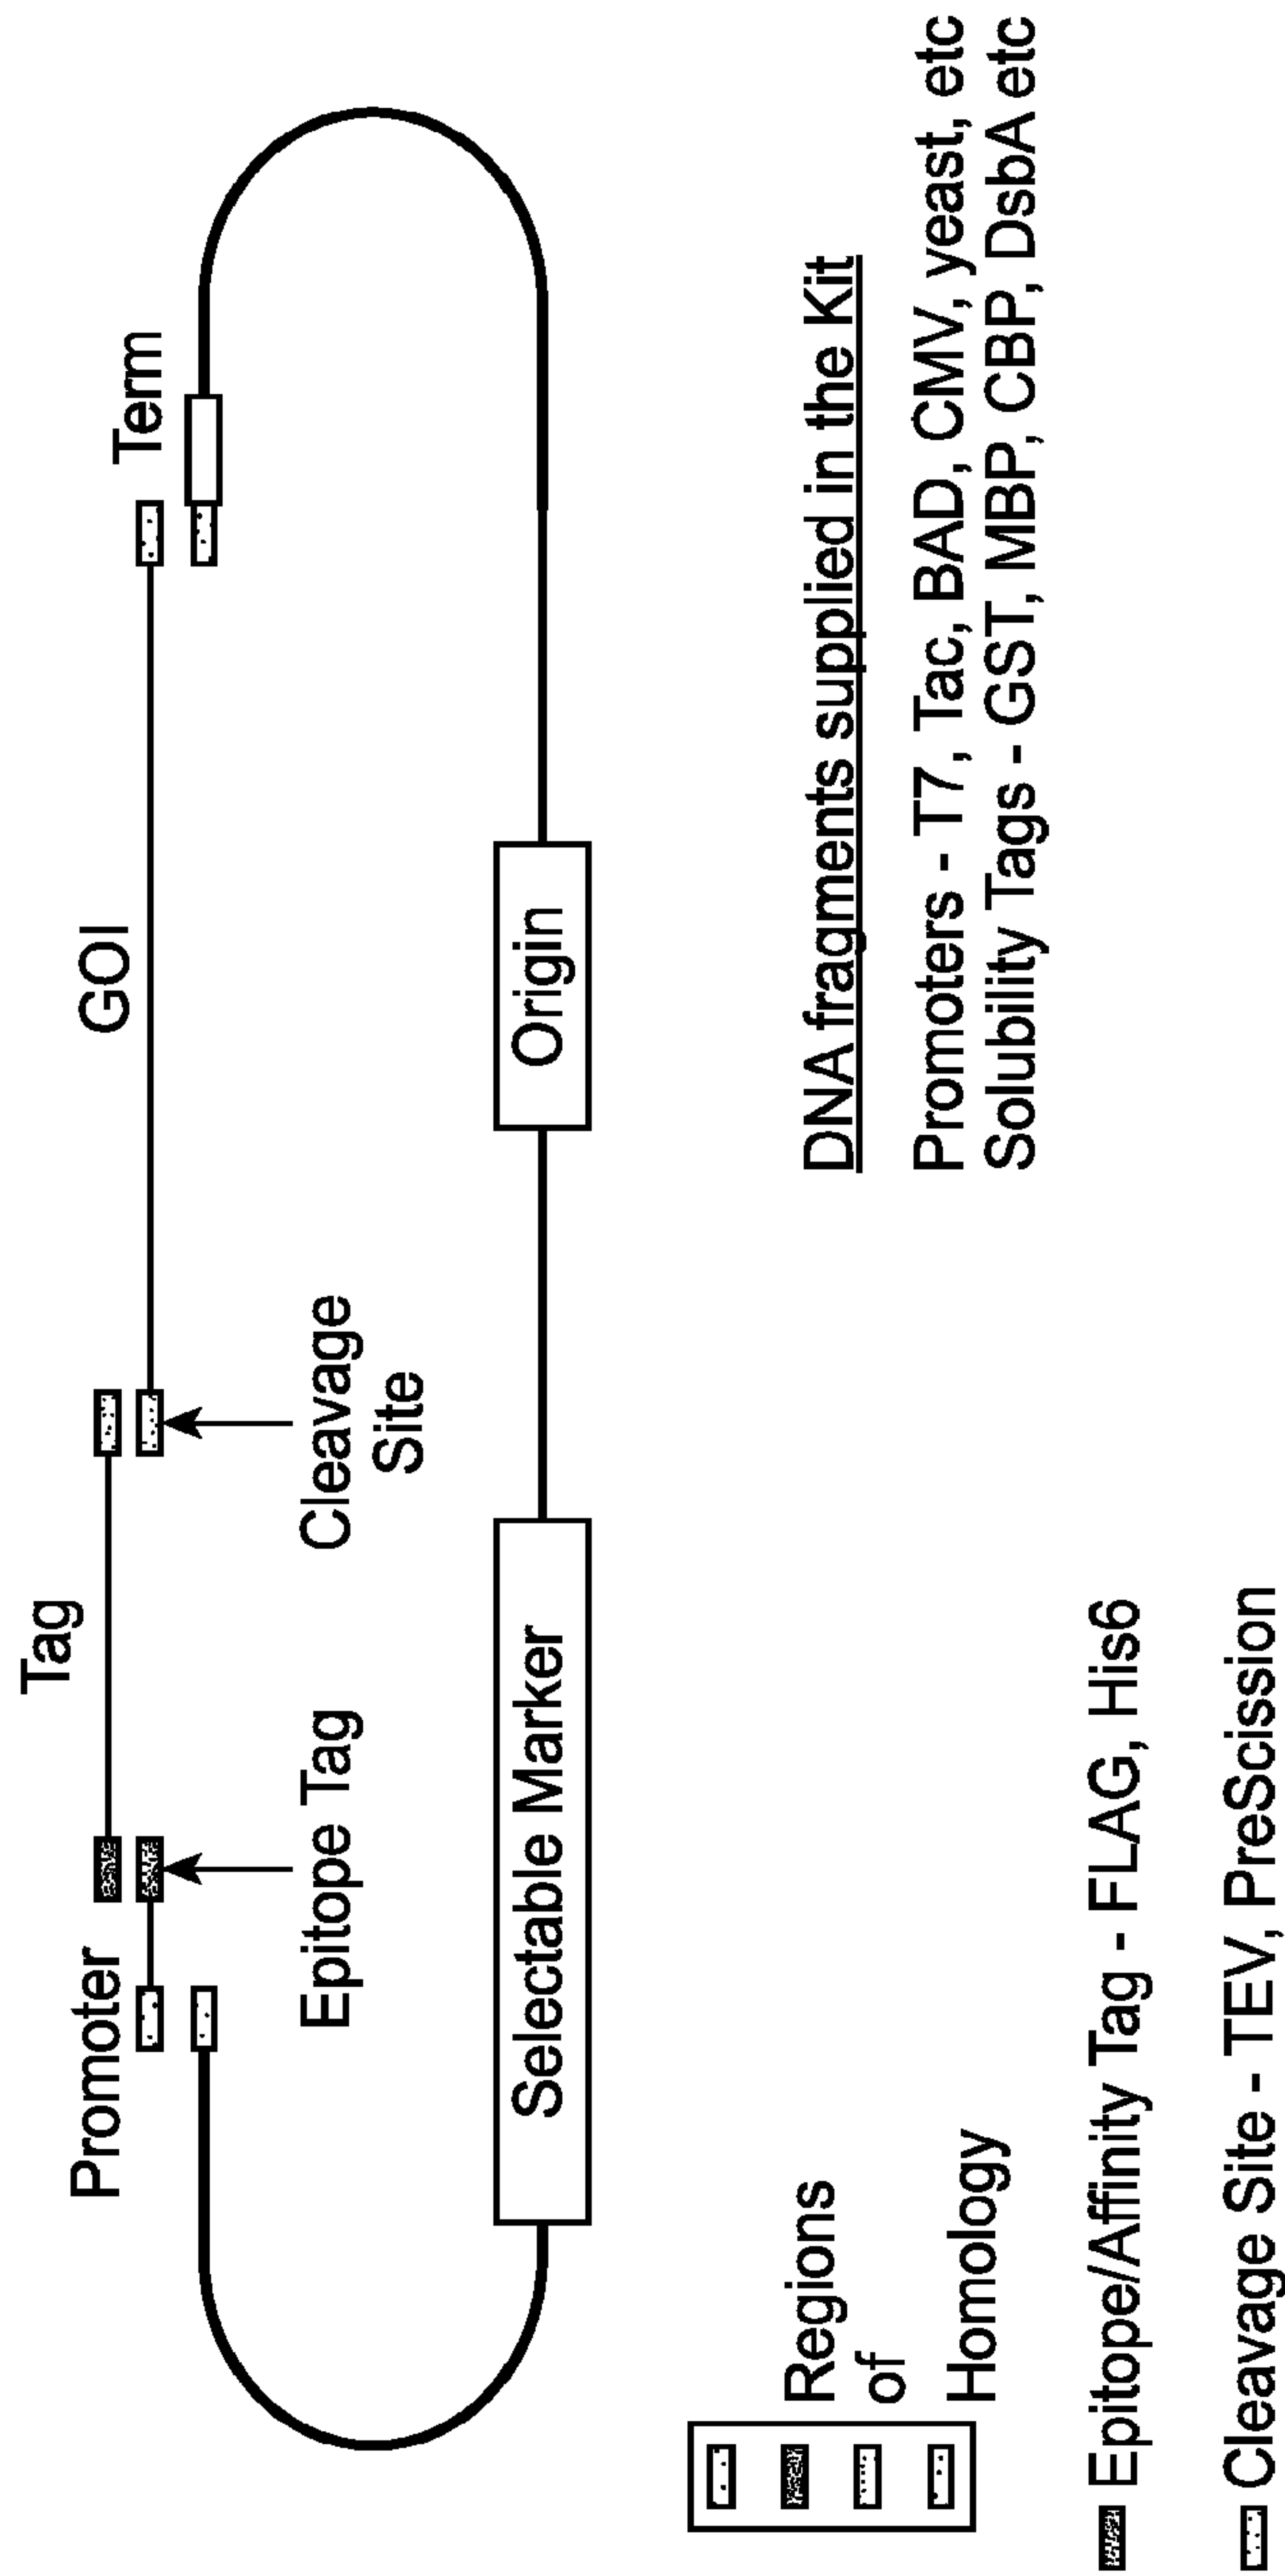 Tag
Promoter
GOI
Term
Epitope Tag
Cleavage
Site
Selectable Marker
Origin
Regions
of
Homology
DNA fragments supplied in the Kit
Promoters - T7, Tac, BAD, CMV, yeast, etc
Solubility Tags - GST, MBP, CBP, DsbA etc
Epitope/Affinity Tag - FLAG, His6
Cleavage Site - TEV, PreScission